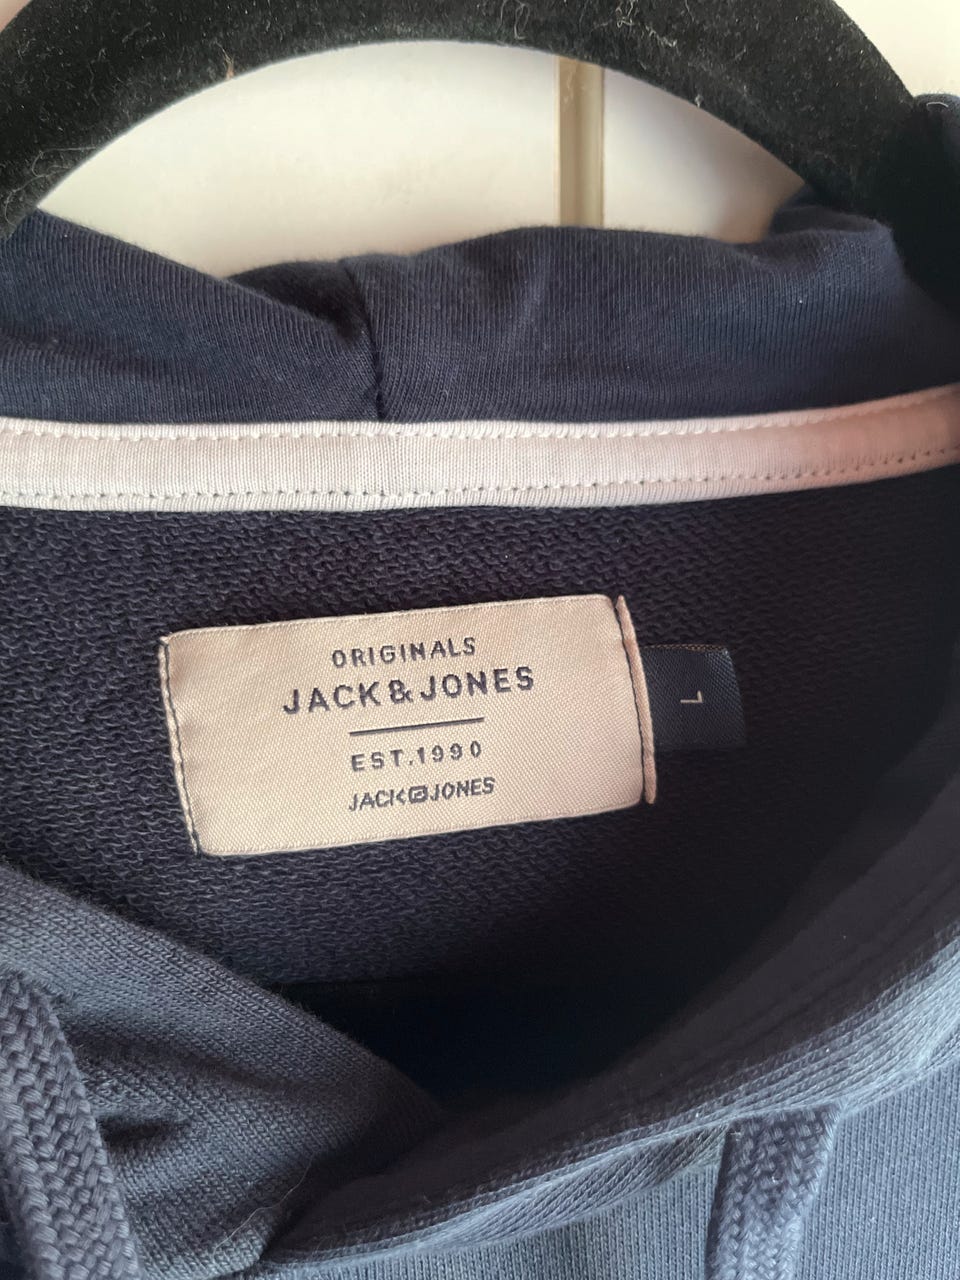 ORIGINALS
JACK & JONES
EST.1990
JACK JONES
L